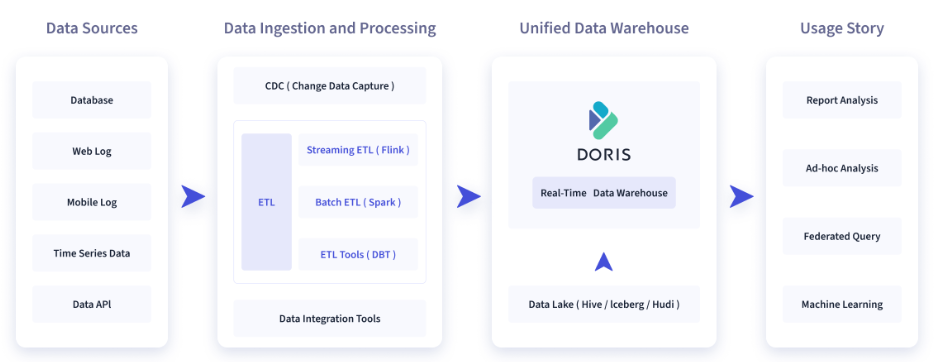 Data Sources
Database
Web Log
Mobile Log
Time Series Data
Data API
Data Ingestion and Processing
CDC ( Change Data Capture )
ETL
Streaming ETL ( Flink )
Batch ETL ( Spark )
ETL Tools ( DBT )
Data Integration Tools
Unified Data Warehouse
DORIS
Real-Time Data Warehouse
Data Lake ( Hive / Iceberg / Hudi )
Usage Story
Report Analysis
Ad-hoc Analysis
Federated Query
Machine Learning